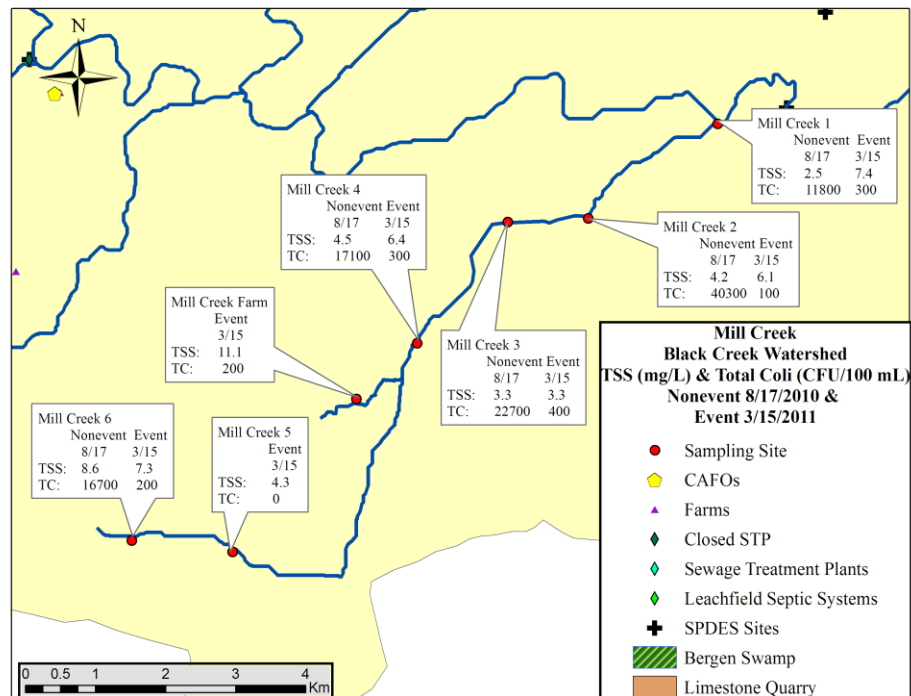 N
Mill Creek 1
Nonevent Event
8/17 3/15
TSS: 2.5 7.4
TC: 11800 300
Mill Creek 4
Nonevent Event
8/17 3/15
TSS: 4.5 6.4
TC: 17100 300
Mill Creek 2
Nonevent Event
8/17 3/15
TSS: 4.2 6.1
TC: 40300 100
Mill Creek Farm
Event
3/15
TSS: 11.1
TC: 200
Mill Creek 3
Nonevent Event
8/17 3/15
TSS: 3.3 3.3
TC: 22700 400
Mill Creek 6
Nonevent Event
8/17 3/15
TSS: 8.6 7.3
TC: 16700 200
Mill Creek 5
Event
3/15
TSS: 4.3
TC: 0
Mill Creek
Black Creek Watershed
TSS (mg/L) & Total Coli (CFU/100 mL)
Nonevent 8/17/2010 &
Event 3/15/2011
Sampling Site
CAFOs
Farms
Closed STP
Sewage Treatment Plants
Leachfield Septic Systems
SPDES Sites
Bergen Swamp
Limestone Quarry
0 0.5 1 2 3 4
Km